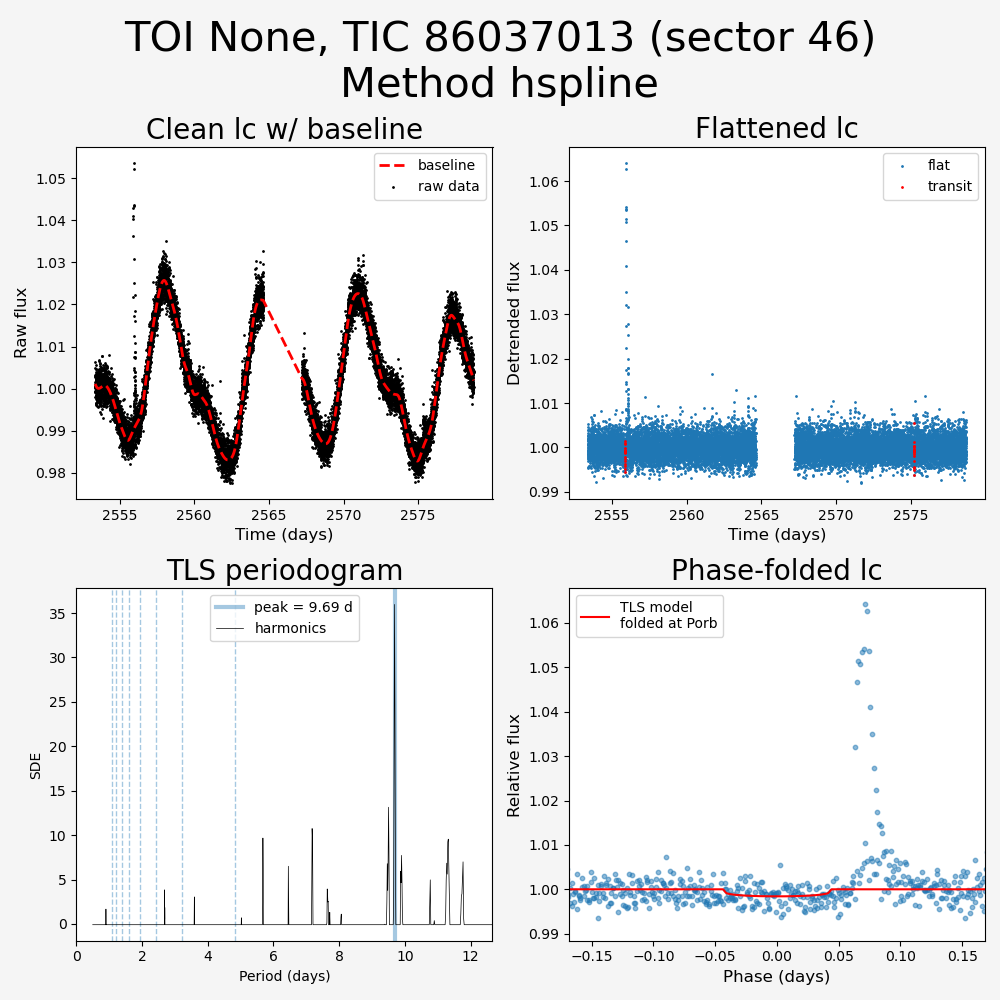 TOI None, TIC 86037013 (sector 46)
Method hspline
Clean lc w/ baseline
baseline
raw data
1.05
1.04
1.03
1.02
1.01
1.00
0.99
0.98
Raw flux
2555
2560
2565
2570
2575
Time (days)
Flattened lc
flat
transit
1.06
1.05
1.04
1.03
1.02
1.01
1.00
0.99
Detrended flux
2555
2560
2565
2570
2575
Time (days)
TLS periodogram
peak = 9.69 d
harmonics
35
30
25
20
15
10
5
0
SDE
0
2
4
6
8
10
12
Period (days)
Phase-folded lc
TLS model
folded at Porb
1.06
1.05
1.04
1.03
1.02
1.01
1.00
0.99
Relative flux
−0.15
−0.10
−0.05
0.00
0.05
0.10
0.15
Phase (days)